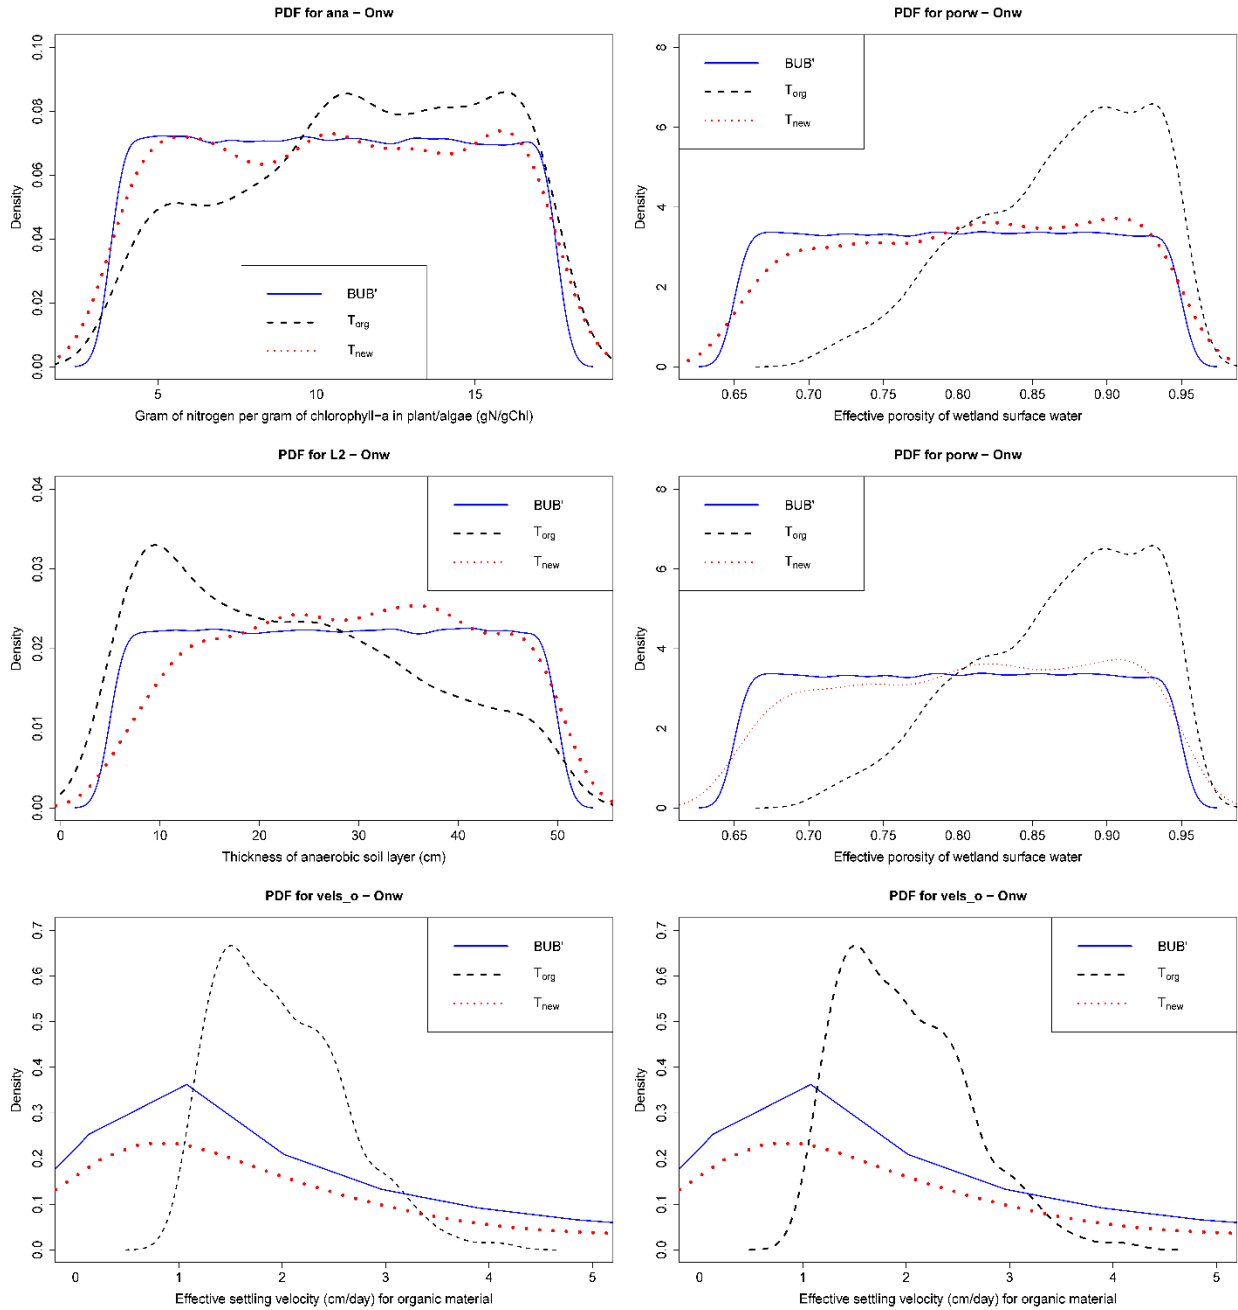 PDF for ana − Onw
Density
0.00 0.02 0.04 0.06 0.08 0.10
BUB'
Torg
Tnew
5 10 15
Gram of nitrogen per gram of chlorophyll−a in plant/algae (gN/gChl)
PDF for porw − Onw
Density
0 2 4 6 8
BUB'
Torg
Tnew
0.65 0.70 0.75 0.80 0.85 0.90 0.95
Effective porosity of wetland surface water
PDF for L2 − Onw
Density
0.00 0.01 0.02 0.03 0.04
BUB'
Torg
Tnew
0 10 20 30 40 50
Thickness of anaerobic soil layer (cm)
PDF for porw − Onw
Density
0 2 4 6 8
BUB'
Torg
Tnew
0.65 0.70 0.75 0.80 0.85 0.90 0.95
Effective porosity of wetland surface water
PDF for vels_o − Onw
Density
0.0 0.1 0.2 0.3 0.4 0.5 0.6 0.7
BUB'
Torg
Tnew
0 1 2 3 4 5
Effective settling velocity (cm/day) for organic material
PDF for vels_o − Onw
Density
0.0 0.1 0.2 0.3 0.4 0.5 0.6 0.7
BUB'
Torg
Tnew
0 1 2 3 4 5
Effective settling velocity (cm/day) for organic material